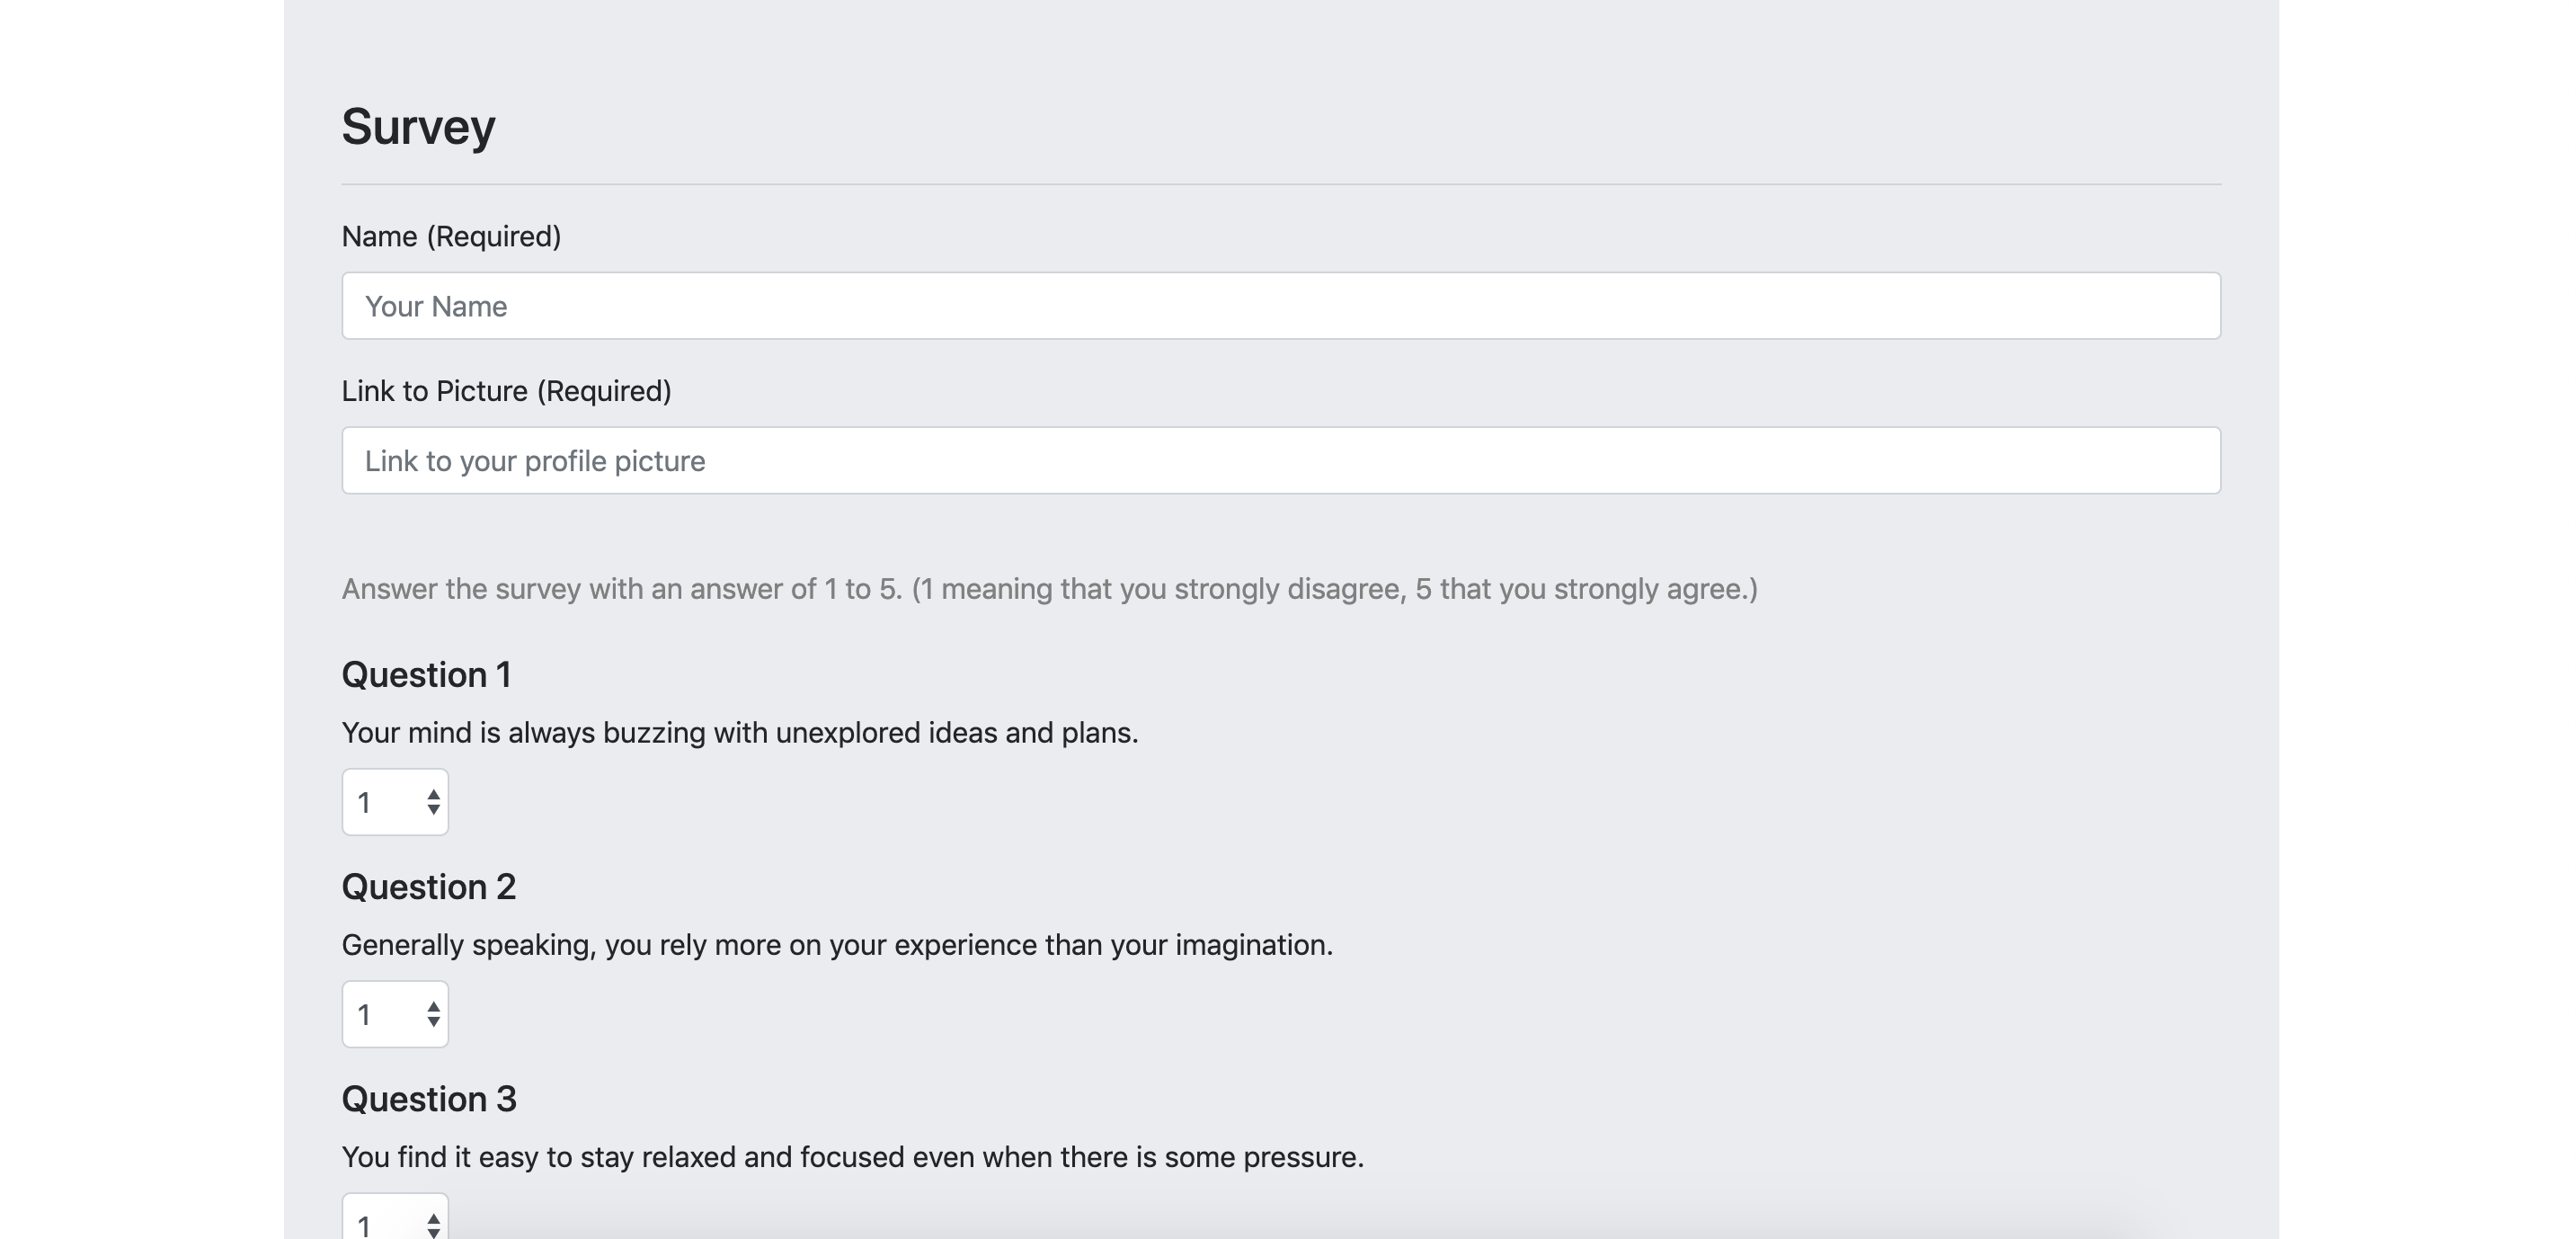 Survey
Name (Required)
Your Name
Link to Picture (Required)
Link to your profile picture
Answer the survey with an answer of 1 to 5. (1 meaning that you strongly disagree, 5 that you strongly agree.)
Question 1
Your mind is always buzzing with unexplored ideas and plans.
1
Question 2
Generally speaking, you rely more on your experience than your imagination.
1
Question 3
You find it easy to stay relaxed and focused even when there is some pressure.
1